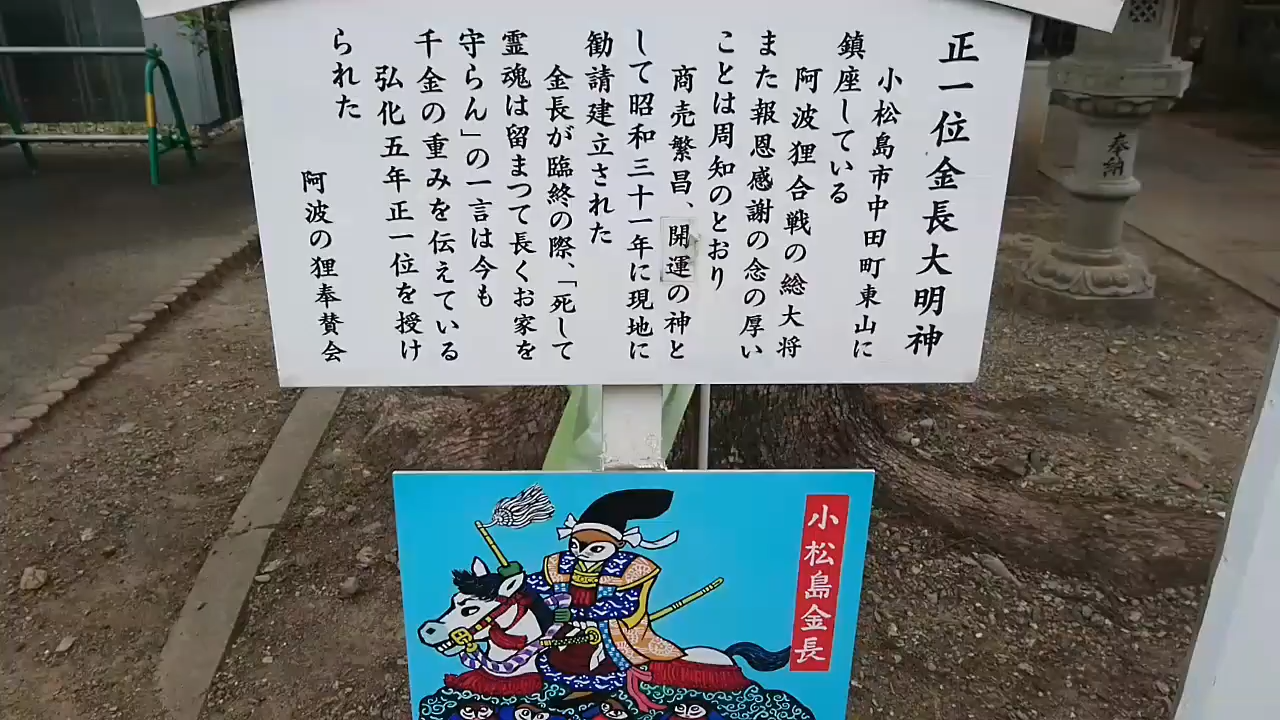 正一位金長大明神
小松島市中田町東山に
鎮座している
阿波狸合戦の総大将
また報恩感謝の念の厚い
ことは周知のとおり
商売繁昌、開運の神と
して昭和三十一年に現地に
勧請建立された
金長が臨終の際、「死して
霊魂は留まつて長くお家を
守らん」の一言は今も
千金の重みを伝えている
弘化五年正一位を授け
られた
阿波の狸奉賛会
奉納
小松島金長